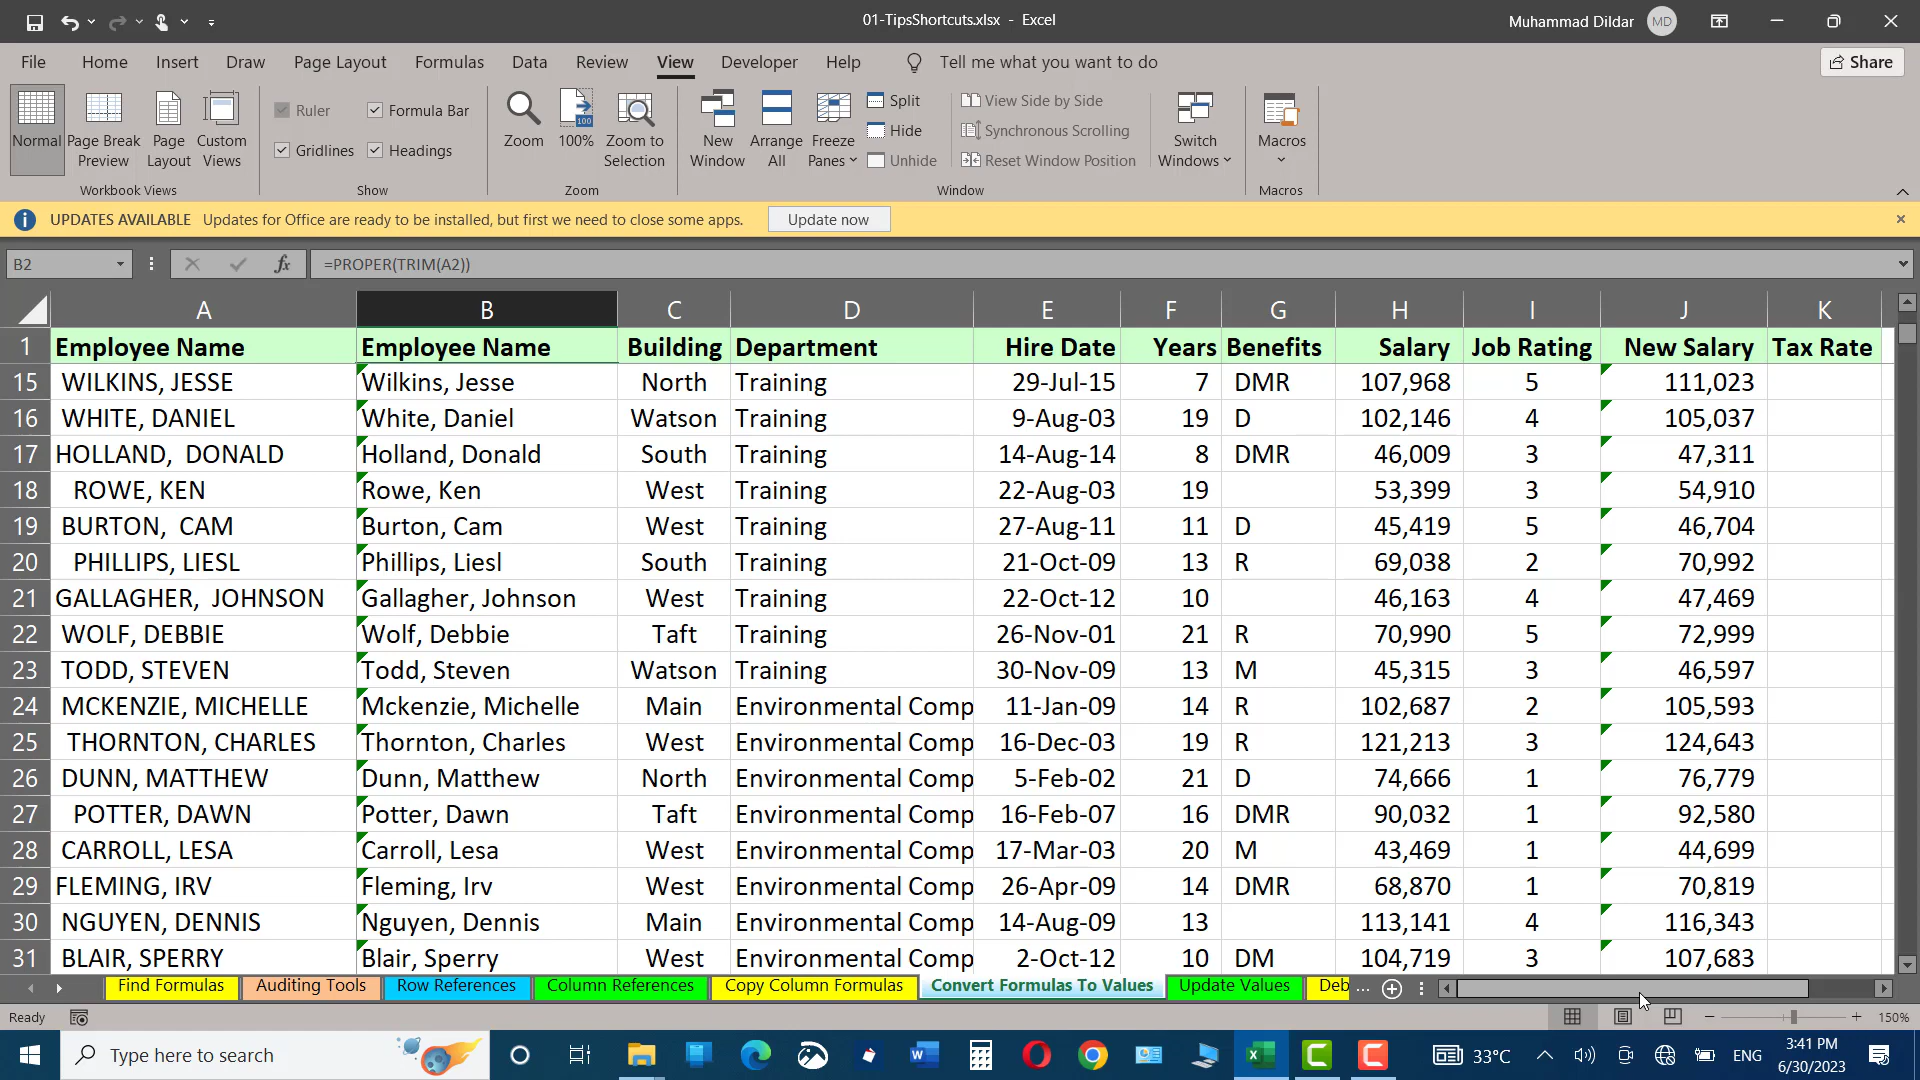 01-TipsShortcuts.xlsx - Excel
Muhammad Dildar MD
File Home Insert Draw Page Layout Formulas Data Review View Developer Help Tell me what you want to do Share
Normal
Page Break Preview
Page Layout
Custom Views
Workbook Views
Ruler
Formula Bar
Gridlines
Headings
Show
Zoom
100
100%
Zoom to Selection
Zoom
New Window
Arrange All
Freeze Panes
Split
Hide
Unhide
View Side by Side
Synchronous Scrolling
Reset Window Position
Switch Windows
Window
Macros
Macros
UPDATES AVAILABLE Updates for Office are ready to be installed, but first we need to close some apps. Update now
B2 fx =PROPER(TRIM(A2))
A B C D E F G H I J K
1 Employee Name Employee Name Building Department Hire Date Years Benefits Salary Job Rating New Salary Tax Rate
15 WILKINS, JESSE Wilkins, Jesse North Training 29-Jul-15 7 DMR 107,968 5 111,023
16 WHITE, DANIEL White, Daniel Watson Training 9-Aug-03 19 D 102,146 4 105,037
17 HOLLAND, DONALD Holland, Donald South Training 14-Aug-14 8 DMR 46,009 3 47,311
18 ROWE, KEN Rowe, Ken West Training 22-Aug-03 19 53,399 3 54,910
19 BURTON, CAM Burton, Cam West Training 27-Aug-11 11 D 45,419 5 46,704
20 PHILLIPS, LIESL Phillips, Liesl South Training 21-Oct-09 13 R 69,038 2 70,992
21 GALLAGHER, JOHNSON Gallagher, Johnson West Training 22-Oct-12 10 46,163 4 47,469
22 WOLF, DEBBIE Wolf, Debbie Taft Training 26-Nov-01 21 R 70,990 5 72,999
23 TODD, STEVEN Todd, Steven Watson Training 30-Nov-09 13 M 45,315 3 46,597
24 MCKENZIE, MICHELLE Mckenzie, Michelle Main Environmental Comp 11-Jan-09 14 R 102,687 2 105,593
25 THORNTON, CHARLES Thornton, Charles West Environmental Comp 16-Dec-03 19 R 121,213 3 124,643
26 DUNN, MATTHEW Dunn, Matthew North Environmental Comp 5-Feb-02 21 D 74,666 1 76,779
27 POTTER, DAWN Potter, Dawn Taft Environmental Comp 16-Feb-07 16 DMR 90,032 1 92,580
28 CARROLL, LESA Carroll, Lesa West Environmental Comp 17-Mar-03 20 M 43,469 1 44,699
29 FLEMING, IRV Fleming, Irv West Environmental Comp 26-Apr-09 14 DMR 68,870 1 70,819
30 NGUYEN, DENNIS Nguyen, Dennis Main Environmental Comp 14-Aug-09 13 113,141 4 116,343
31 BLAIR, SPERRY Blair, Sperry West Environmental Comp 2-Oct-12 10 DM 104,719 3 107,683
Find Formulas Auditing Tools Row References Column References Copy Column Formulas Convert Formulas To Values Update Values Deb ...
Ready 150%
Type here to search 33°C ENG 3:41 PM
6/30/2023